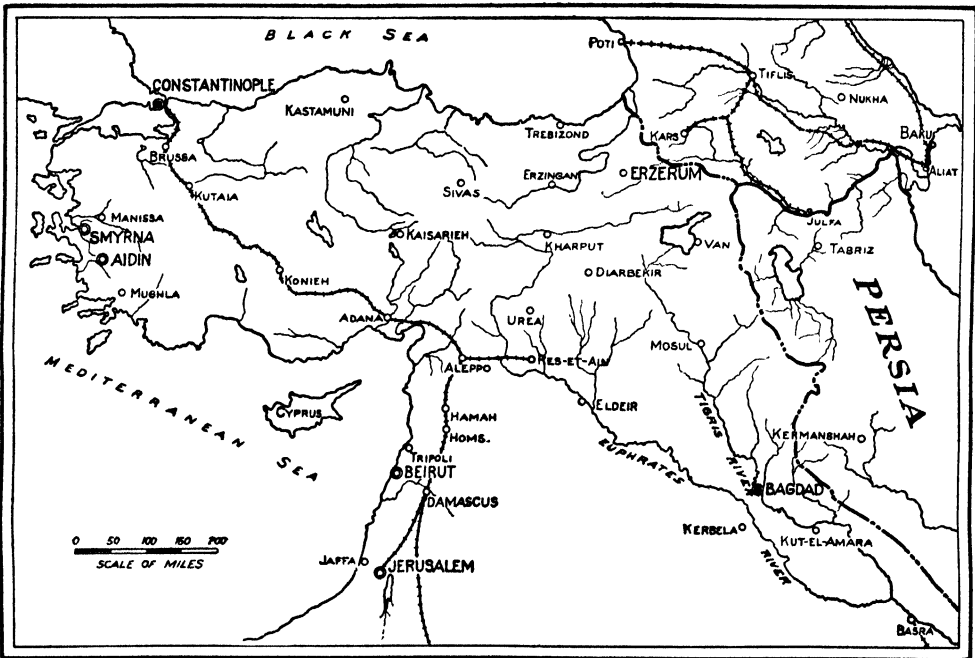 BLACK SEA
POTI
TIFLIS
CONSTANTINOPLE
KASTAMUNI
NUKHA
TREBIZOND
KARS
BAKU
BRUSSA
ALIAT
ERZINGAN
ERZERUM
KUTAIA
SIVAS
MANISSA
JULFA
SMYRNA
KAISARIEH
KHARPUT
VAN
TABRIZ
AIDIN
DIARBEKIR
KONIEH
MUGHLA
PERSIA
ADANA
UREA
MOSUL
ALEPPO
RES-ET-AIN
MEDITERRANEAN SEA
CYPRUS
HAMAH
ELDEIR
TIGRIS RIVER
HOMS.
KERMANSHAH
TRIPOLI
EUPHRATES RIVER
BEIRUT
BAGDAD
DAMASCUS
KERBELA
KUT-EL-AMARA
0 50 100 150 200
SCALE OF MILES
JAFFA
JERUSALEM
BASRA